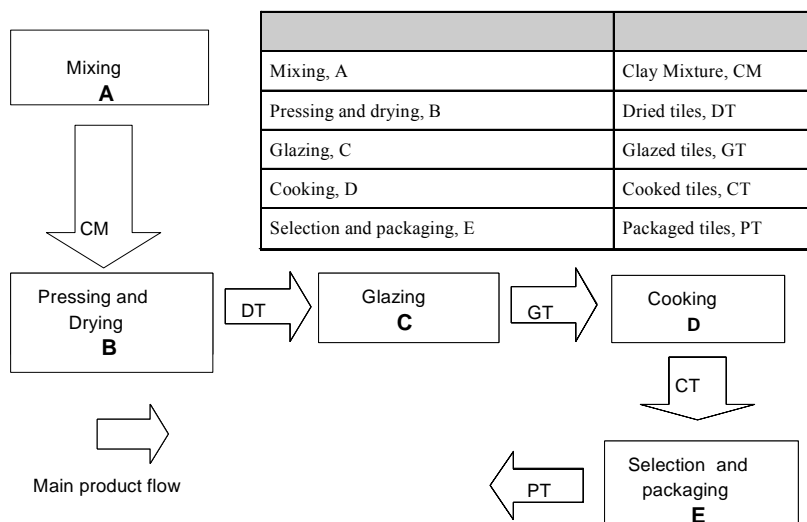 Mixing
A
Mixing, A Clay Mixture, CM
Pressing and drying, B Dried tiles, DT
Glazing, C Glazed tiles, GT
Cooking, D Cooked tiles, CT
Selection and packaging, E Packaged tiles, PT
CM
Pressing and
Drying
B
DT
Glazing
C
GT
Cooking
D
CT
Main product flow
PT
Selection and
packaging
E